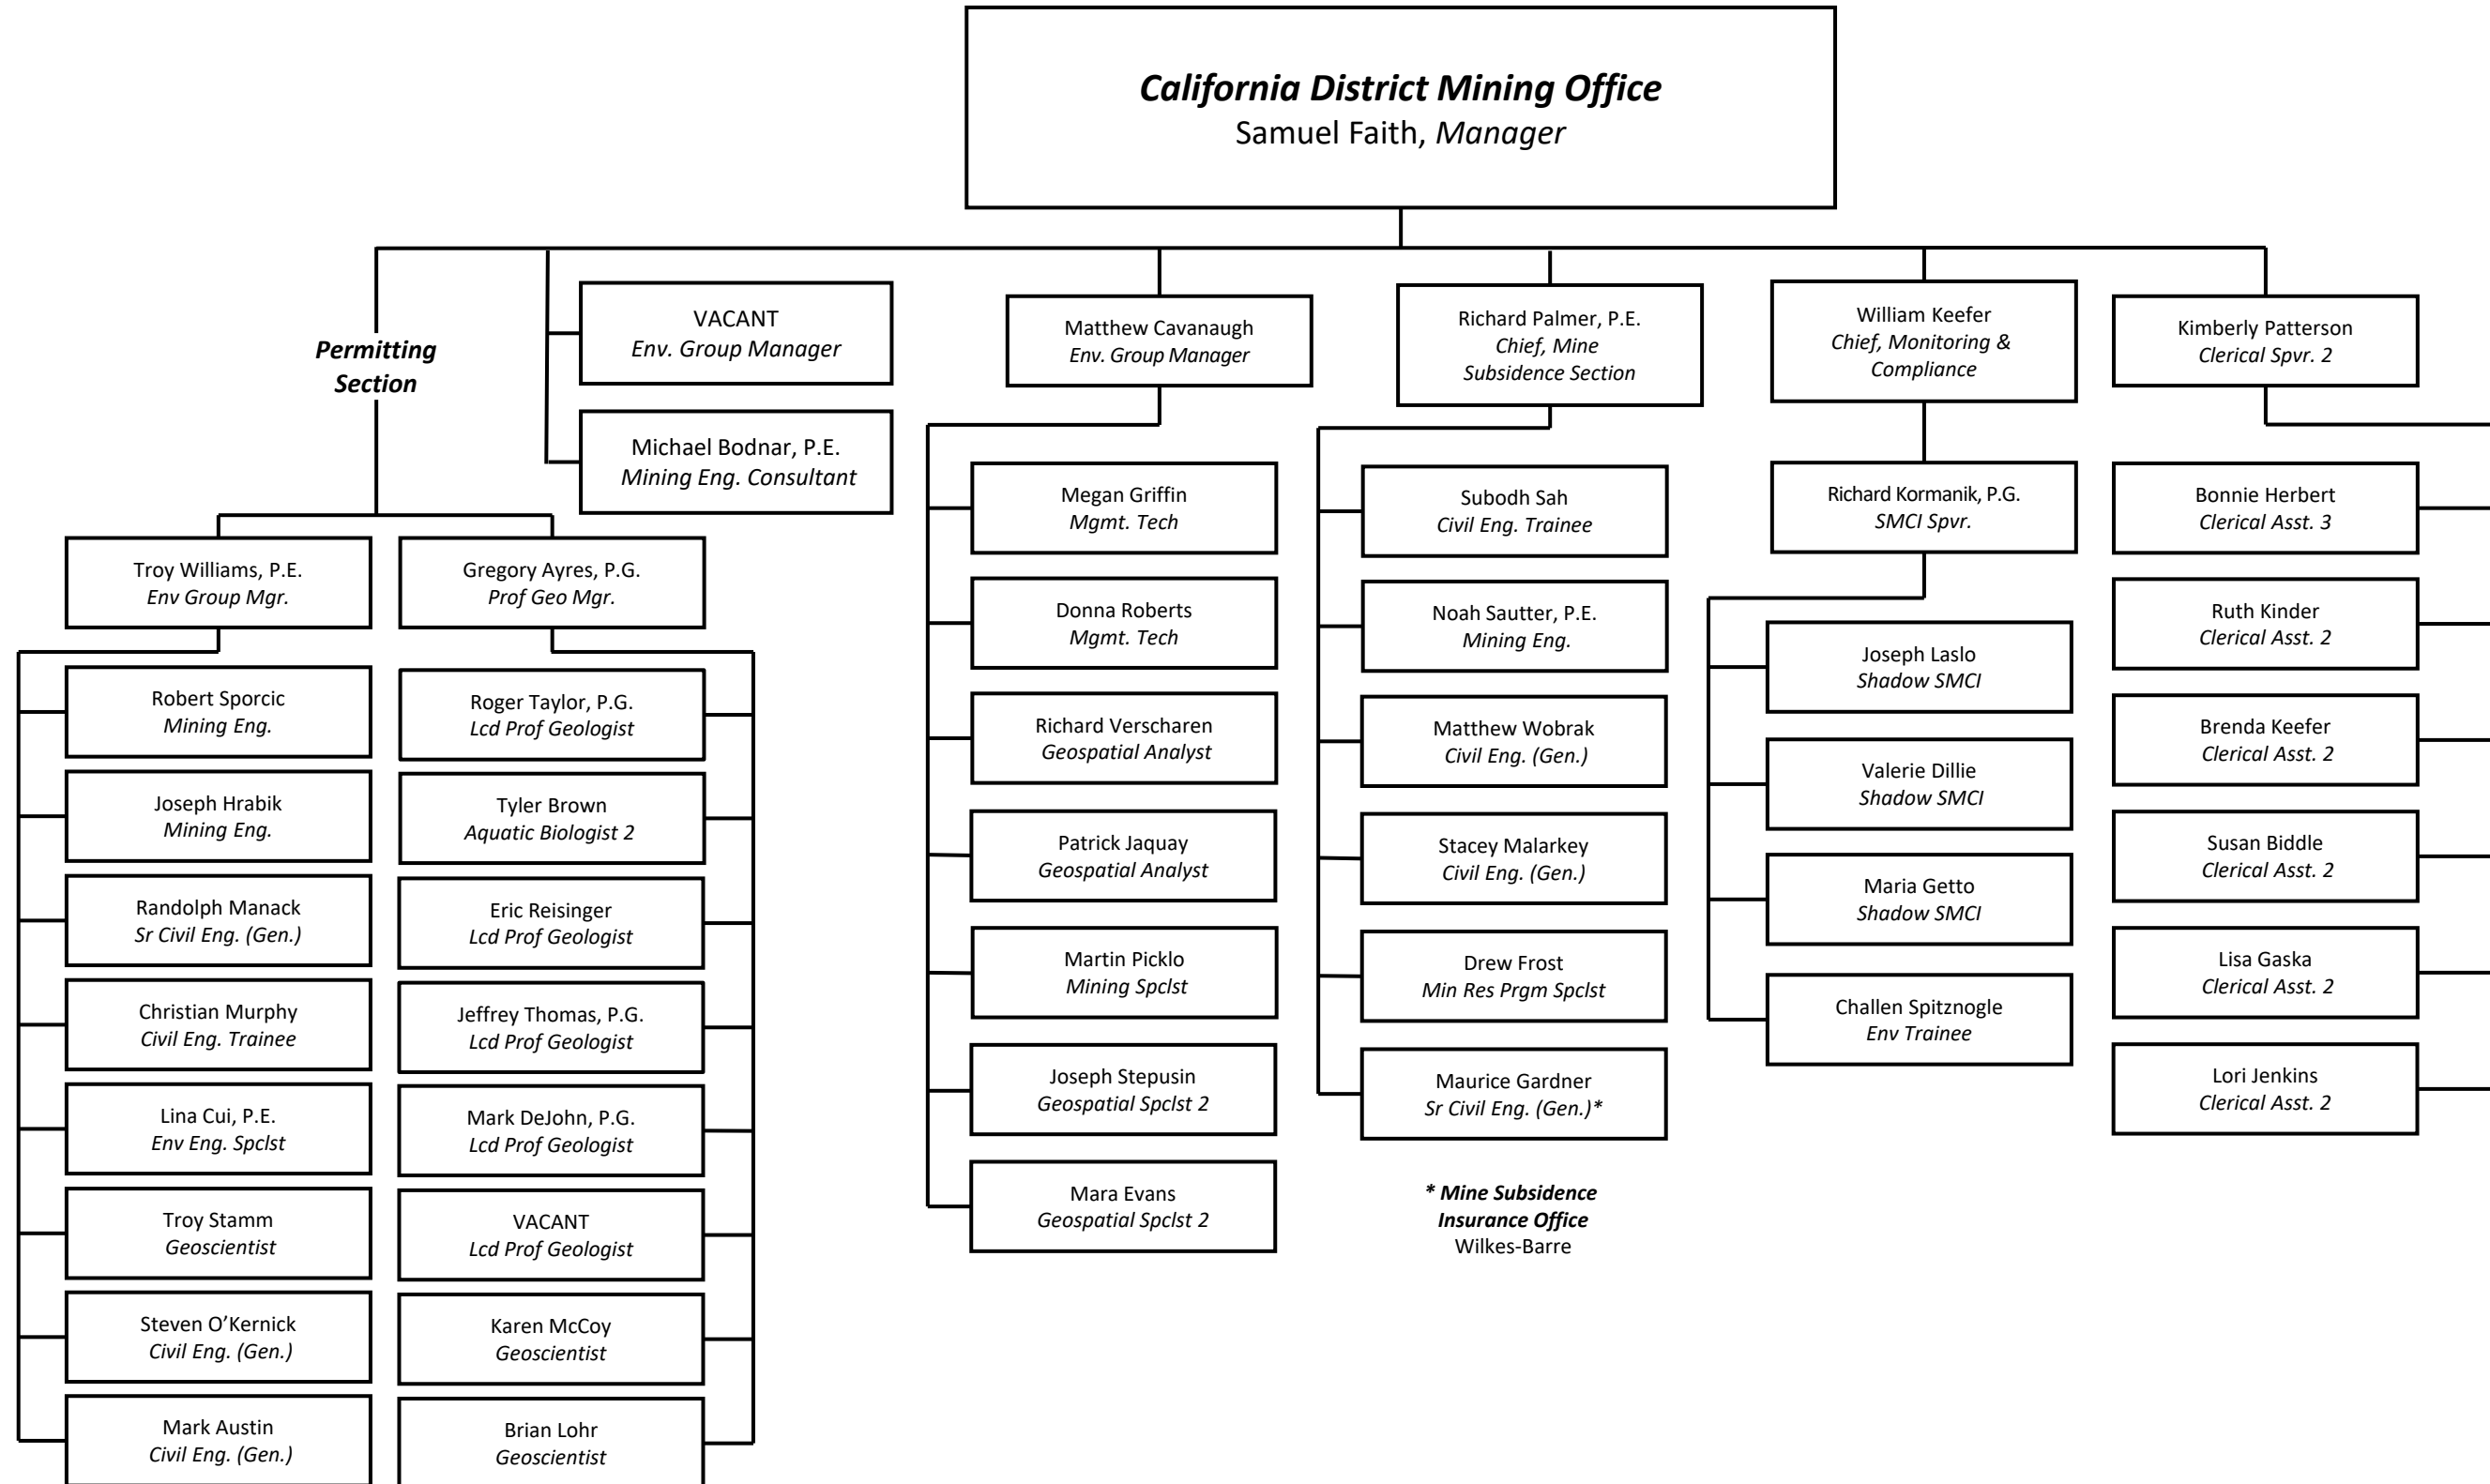 California District Mining Office
Samuel Faith, Manager
Permitting
Section
VACANT
Env. Group Manager
Michael Bodnar, P.E.
Mining Eng. Consultant
Matthew Cavanaugh
Env. Group Manager
Richard Palmer, P.E.
Chief, Mine
Subsidence Section
William Keefer
Chief, Monitoring &
Compliance
Kimberly Patterson
Clerical Spvr. 2
Troy Williams, P.E.
Env Group Mgr.
Robert Sporcic
Mining Eng.
Joseph Hrabik
Mining Eng.
Randolph Manack
Sr Civil Eng. (Gen.)
Christian Murphy
Civil Eng. Trainee
Lina Cui, P.E.
Env Eng. Spclst
Troy Stamm
Geoscientist
Steven O’Kernick
Civil Eng. (Gen.)
Mark Austin
Civil Eng. (Gen.)
Gregory Ayres, P.G.
Prof Geo Mgr.
Roger Taylor, P.G.
Lcd Prof Geologist
Tyler Brown
Aquatic Biologist 2
Eric Reisinger
Lcd Prof Geologist
Jeffrey Thomas, P.G.
Lcd Prof Geologist
Mark DeJohn, P.G.
Lcd Prof Geologist
VACANT
Lcd Prof Geologist
Karen McCoy
Geoscientist
Brian Lohr
Geoscientist
Megan Griffin
Mgmt. Tech
Donna Roberts
Mgmt. Tech
Richard Verscharen
Geospatial Analyst
Patrick Jaquay
Geospatial Analyst
Martin Picklo
Mining Spclst
Joseph Stepusin
Geospatial Spclst 2
Mara Evans
Geospatial Spclst 2
Subodh Sah
Civil Eng. Trainee
Noah Sautter, P.E.
Mining Eng.
Matthew Wobrak
Civil Eng. (Gen.)
Stacey Malarkey
Civil Eng. (Gen.)
Drew Frost
Min Res Prgm Spclst
Maurice Gardner
Sr Civil Eng. (Gen.)*
* Mine Subsidence
Insurance Office
Wilkes-Barre
Richard Kormanik, P.G.
SMCI Spvr.
Joseph Laslo
Shadow SMCI
Valerie Dillie
Shadow SMCI
Maria Getto
Shadow SMCI
Challen Spitznogle
Env Trainee
Bonnie Herbert
Clerical Asst. 3
Ruth Kinder
Clerical Asst. 2
Brenda Keefer
Clerical Asst. 2
Susan Biddle
Clerical Asst. 2
Lisa Gaska
Clerical Asst. 2
Lori Jenkins
Clerical Asst. 2